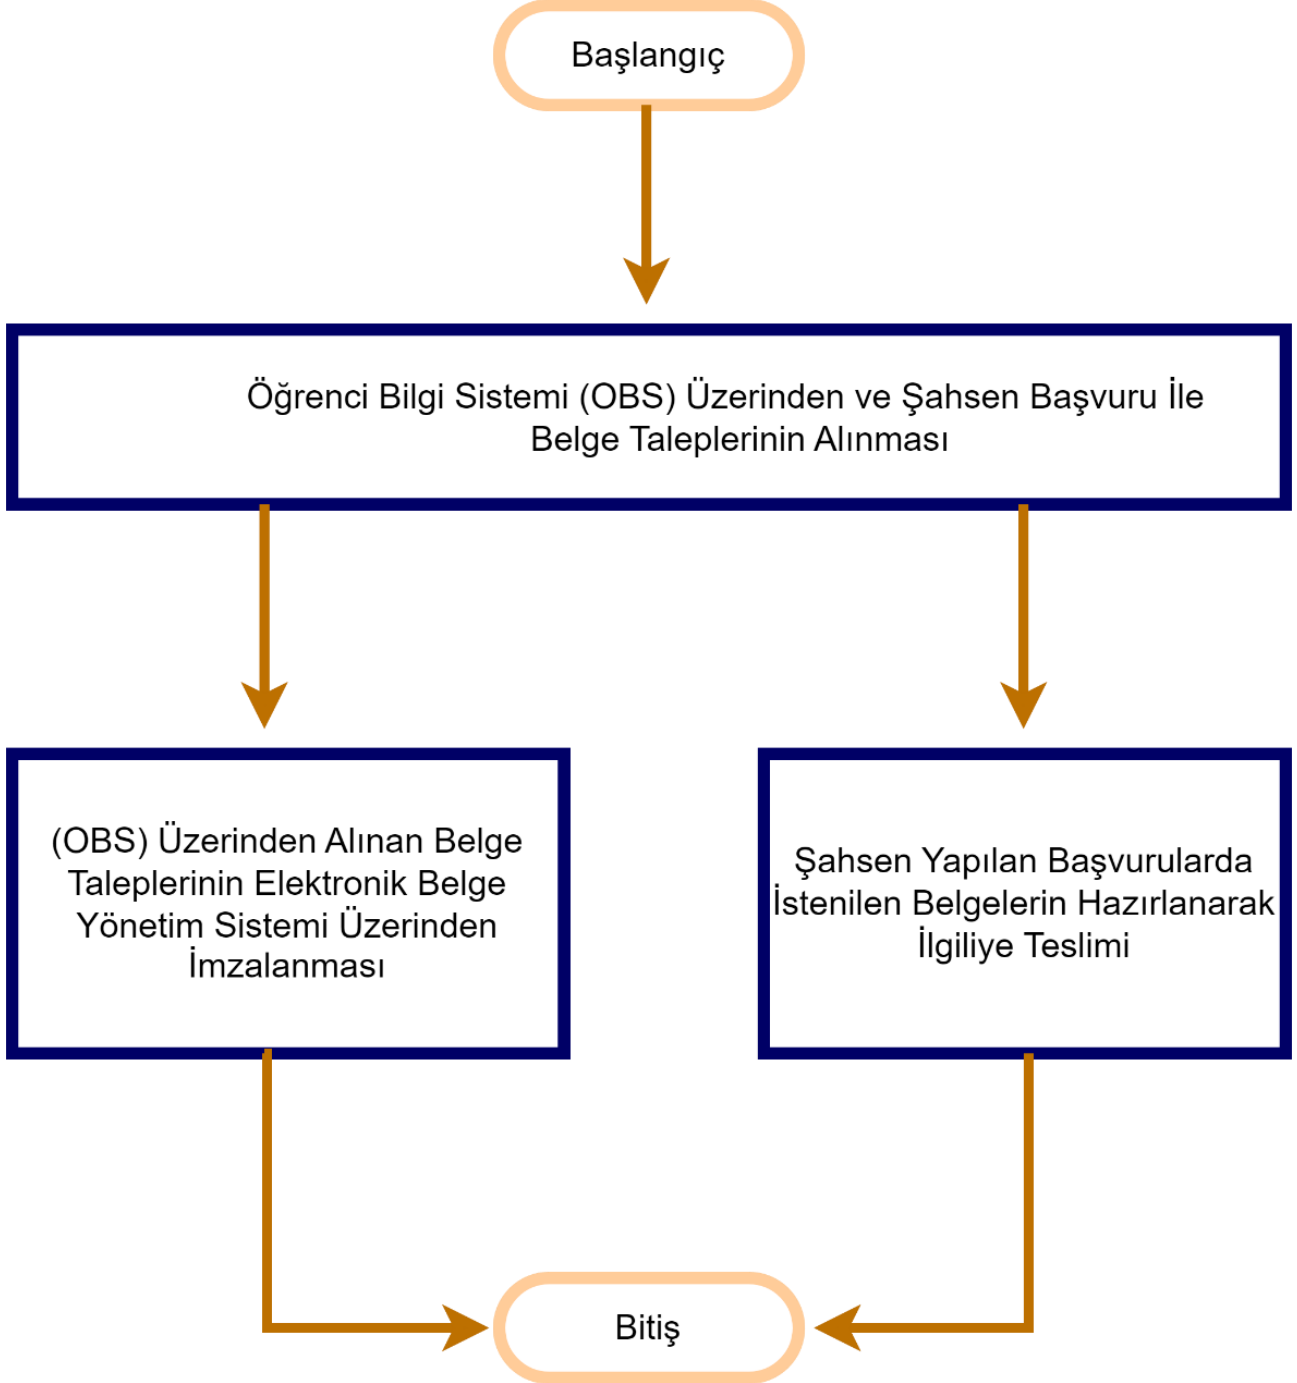 Başlangıç
Öğrenci Bilgi Sistemi (OBS) Üzerinden ve Şahsen Başvuru İle
Belge Taleplerinin Alınması
(OBS) Üzerinden Alınan Belge
Taleplerinin Elektronik Belge
Yönetim Sistemi Üzerinden
İmzalanması
Şahsen Yapılan Başvurularda
İstenilen Belgelerin Hazırlanarak
İlgiliye Teslimi
Bitiş